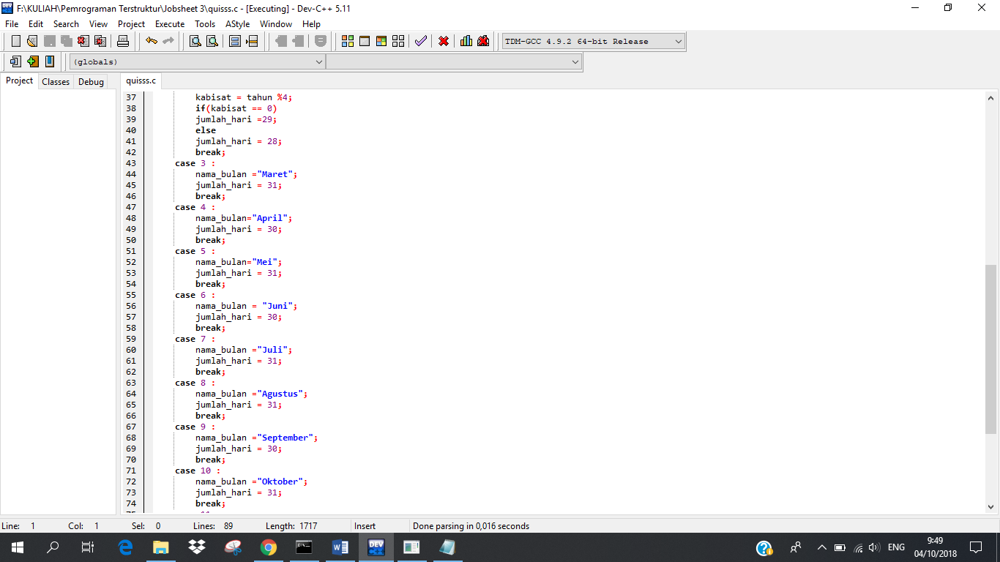 F:\KULIAH\Pemrograman Terstruktur\Jobsheet 3\quisss.c - [Executing] - Dev-C++ 5.11
File Edit Search View Project Execute Tools AStyle Window Help
TDM-GCC 4.9.2 64-bit Release
(globals)
Project Classes Debug quisss.c
37 kabisat = tahun %4;
38 if(kabisat == 0)
39 jumlah_hari =29;
40 else
41 jumlah_hari = 28;
42 break;
43 case 3 :
44 nama_bulan ="Maret";
45 jumlah_hari = 31;
46 break;
47 case 4 :
48 nama_bulan="April";
49 jumlah_hari = 30;
50 break;
51 case 5 :
52 nama_bulan="Mei";
53 jumlah_hari = 31;
54 break;
55 case 6 :
56 nama_bulan = "Juni";
57 jumlah_hari = 30;
58 break;
59 case 7 :
60 nama_bulan ="Juli";
61 jumlah_hari = 31;
62 break;
63 case 8 :
64 nama_bulan ="Agustus";
65 jumlah_hari = 31;
66 break;
67 case 9 :
68 nama_bulan ="September";
69 jumlah_hari = 30;
70 break;
71 case 10 :
72 nama_bulan ="Oktober";
73 jumlah_hari = 31;
74 break;
Line: 1 Col: 1 Sel: 0 Lines: 89 Length: 1717 Insert Done parsing in 0,016 seconds
DEV
ENG
9:49
04/10/2018